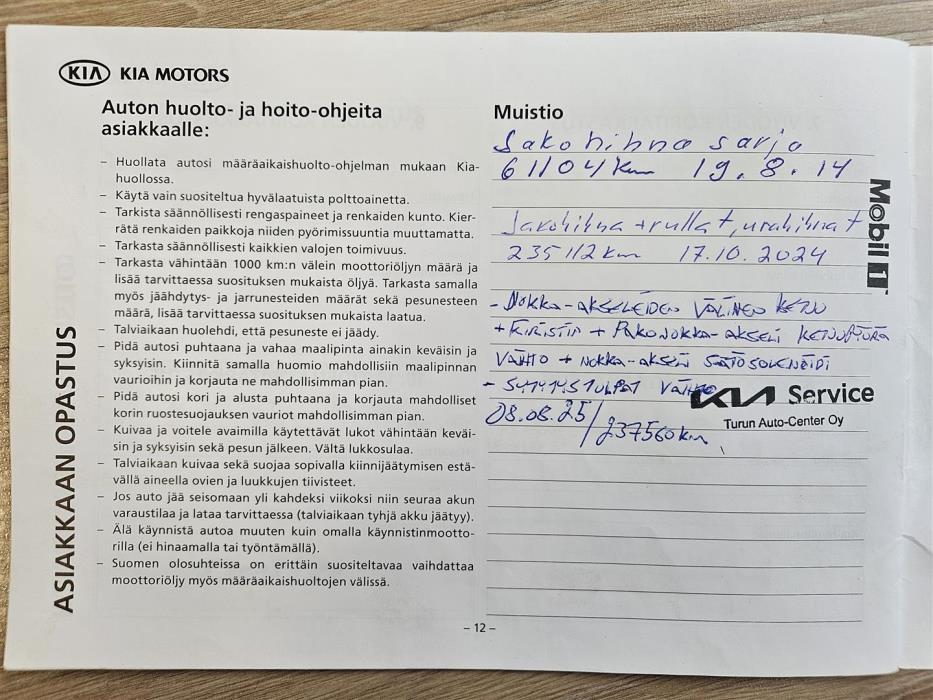 KIA KIA MOTORS
Auton huolto- ja hoito-ohjeita
asiakkaalle:
– Huollata autosi määräaikaishuolto-ohjelman mukaan Kia-
huollossa.
– Käytä vain suositeltua hyvälaatuista polttoainetta.
– Tarkista säännöllisesti rengaspaineet ja renkaiden kunto. Kier-
rätä renkaiden paikkoja niiden pyörimissuuntia muuttamatta.
– Tarkasta säännöllisesti kaikkien valojen toimivuus.
– Tarkasta vähintään 1000 km:n välein moottoriöljyn määrä ja
lisää tarvittaessa suosituksen mukaista öljyä. Tarkasta samalla
myös jäähdytys- ja jarrunesteiden määrät sekä pesunesteen
määrä, lisää tarvittaessa suosituksen mukaista laatua.
– Talviaikaan huolehdi, että pesuneste ei jäädy.
– Pidä autosi puhtaana ja vahaa maalipinta ainakin keväisin ja
syksyisin. Kiinnitä samalla huomio mahdollisiin maalipinnan
vaurioihin ja korjauta ne mahdollisimman pian.
– Pidä autosi kori ja alusta puhtaana ja korjauta mahdolliset
korin ruostesuojauksen vauriot mahdollisimman pian.
– Kuivaa ja voitele avaimilla käytettävät lukot vähintään keväi-
sin ja syksyisin sekä pesun jälkeen. Vältä lukkosulaa.
– Talviaikaan kuivaa sekä suojaa sopivalla kiinnijäätymisen estä-
vällä aineella ovien ja luukkujen tiivisteet.
– Jos auto jää seisomaan yli kahdeksi viikoksi niin seuraa akun
varaustilaa ja lataa tarvittaessa (talviaikaan tyhjä akku jäätyy).
– Älä käynnistä autoa muuten kuin omalla käynnistinmootto-
rilla (ei hinaamalla tai työntämällä).
– Suomen olosuhteissa on erittäin suositeltavaa vaihdattaa
moottoriöljy myös määräaikaishuoltojen välissä.
ASIAKKAAN OPASTUS
Muistio
Jakohihna sarja
61104 km 19.8.14
Jakohihna + rullat, urahihnat
235112 km 17.10.2024
- NOKKA-AKSELEIDEN VÄLINEN KETJU
+ KIRISTIN + PAKONOKKA-AKSELI KETJUPYÖRÄ
VAIHTO + NOKKA-AKSELI SÄÄTÖSOLENOIDI
- SYTYTYSTULPAT VAIHTO
08.08.25 / 237560 km
Mobil 1
KIA Service
Turun Auto-Center Oy
– 12 –